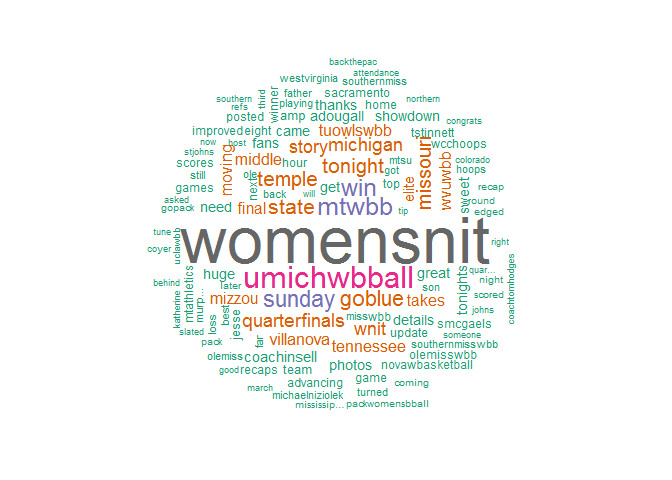 backthepac
attendance
westvirginia
southernmiss
father
sacramento
southern
third
winner
playing
thanks
home
northern
refs
posted
amp
adougall
showdown
congrats
improved
eight
came
tuowlswbb
tstinnett
now
host
fans
story
michigan
wcchoops
stjohns
moving
middle
hour
tonight
mtsu
missouri
wvuwbb
colorado
scores
ole
got
hoops
still
next
temple
get
win
top
elite
sweet
recap
games
back
will
asked
round
gopack
need
final
state
mtwbb
tip
edged
tune
uclawbb
womensnit
right
coyer
behind
mtathletics
huge
umichwbball
great
tonights
quar...
night
coachtomhodges
katherine
murp...
later
son
scored
mizzou
sunday
goblue
takes
loss
best
jesse
misswbb
details
johns
slated
quarterfinals
wnit
smcgaels
someone
pack
far
villanova
update
southernmisswbb
olemiss
coachinsell
tennessee
olemisswbb
good
recaps
team
photos
novawbasketball
march
advancing
game
coming
michaelniziolek
turned
mississip...
packwomensbball